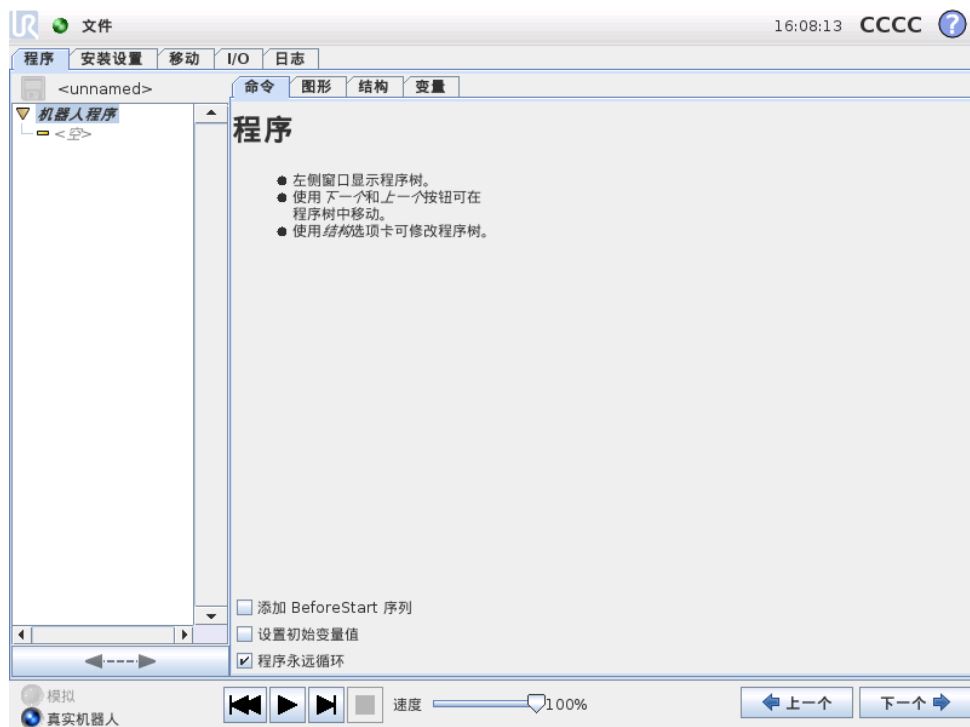 UR 文件 16:08:13 CCCC ?
程序 安装设置 移动 I/O 日志
<unnamed> 命令 图形 结构 变量
机器人程序
<空>
程序
左侧窗口显示程序树。
使用下一个和上一个按钮可在
程序树中移动。
使用结构选项卡可修改程序树。
添加 BeforeStart 序列
设置初始变量值
程序永远循环
模拟
真实机器人
速度 100% 上一个 下一个